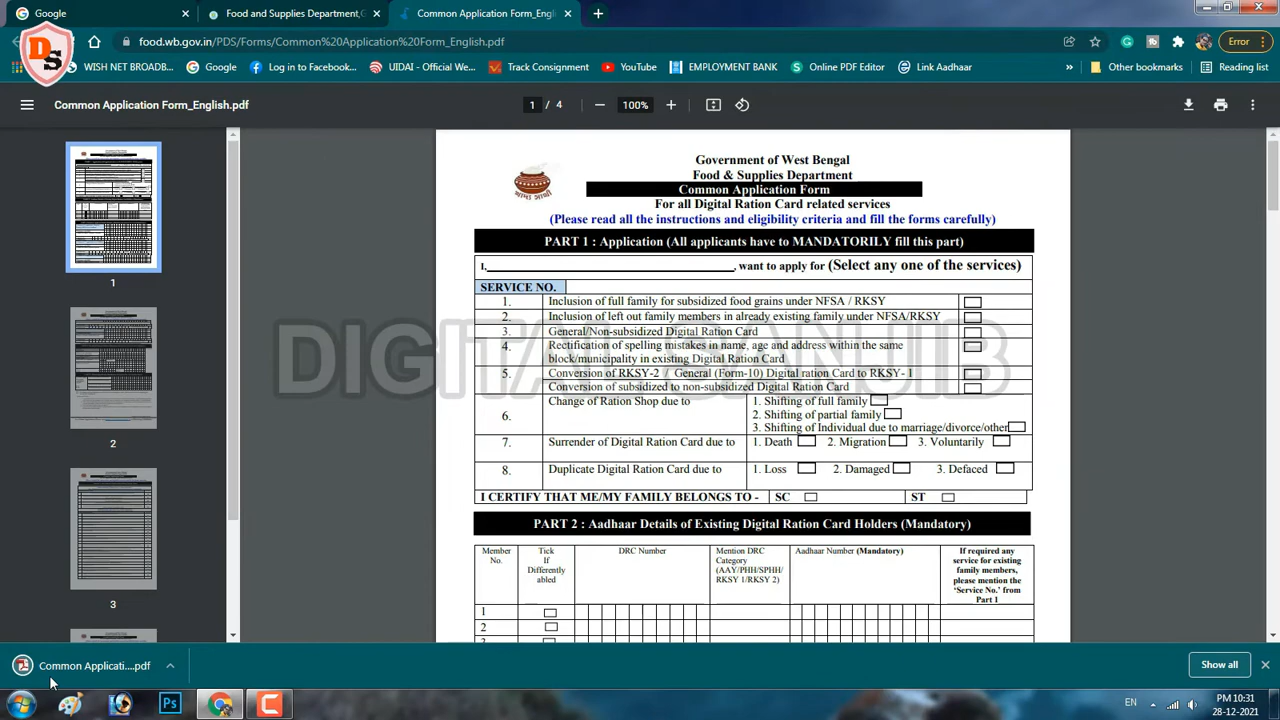 Google
Food and Supplies Department,G
Common Application Form_Engli
DS
food.wb.gov.in/PDS/Forms/Common%20Application%20Form_English.pdf
Error
WISH NET BROADB...
Google
Log in to Facebook...
UIDAI - Official We...
Track Consignment
YouTube
EMPLOYMENT BANK
Online PDF Editor
Link Aadhaar
»
Other bookmarks
Reading list
Common Application Form_English.pdf
1 / 4
100%
1
2
3
Government of West Bengal
Food & Supplies Department
Common Application Form
For all Digital Ration Card related services
(Please read all the instructions and eligibility criteria and fill the forms carefully)
PART 1 : Application (All applicants have to MANDATORILY fill this part)
I,__________________________, want to apply for (Select any one of the services)
SERVICE NO.
1. Inclusion of full family for subsidized food grains under NFSA / RKSY
2. Inclusion of left out family members in already existing family under NFSA/RKSY
3. General/Non-subsidized Digital Ration Card
4. Rectification of spelling mistakes in name, age and address within the same
block/municipality in existing Digital Ration Card
5. Conversion of RKSY-2 / General (Form-10) Digital ration Card to RKSY- 1
Conversion of subsidized to non-subsidized Digital Ration Card
6. Change of Ration Shop due to
1. Shifting of full family
2. Shifting of partial family
3. Shifting of Individual due to marriage/divorce/other
7. Surrender of Digital Ration Card due to 1. Death 2. Migration 3. Voluntarily
8. Duplicate Digital Ration Card due to 1. Loss 2. Damaged 3. Defaced
I CERTIFY THAT ME/MY FAMILY BELONGS TO - SC ST
DIGITAL SANJIB
PART 2 : Aadhaar Details of Existing Digital Ration Card Holders (Mandatory)
Member
No.
Tick
If
Differently
abled
DRC Number
Mention DRC
Category
(AAY/PHH/SPHH/
RKSY 1/RKSY 2)
Aadhaar Number (Mandatory)
If required any
service for existing
family members,
please mention the
'Service No.' from
Part 1
1
2
Common Applicati....pdf
Show all
Ps
EN
PM 10:31
28-12-2021